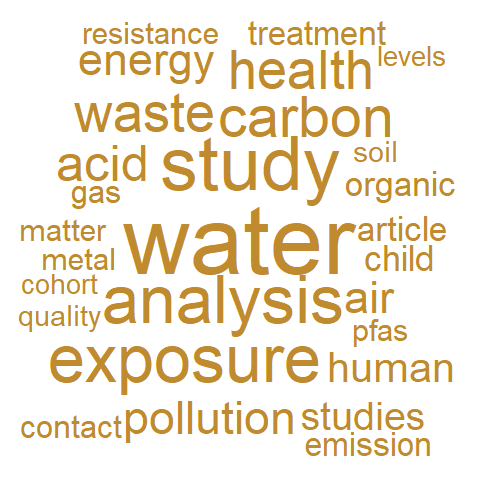 resistance treatment
energy health levels
waste carbon
acid study soil
gas organic
matter water article
metal child
cohort analysis air
quality pfas
exposure human
contact pollution studies
emission